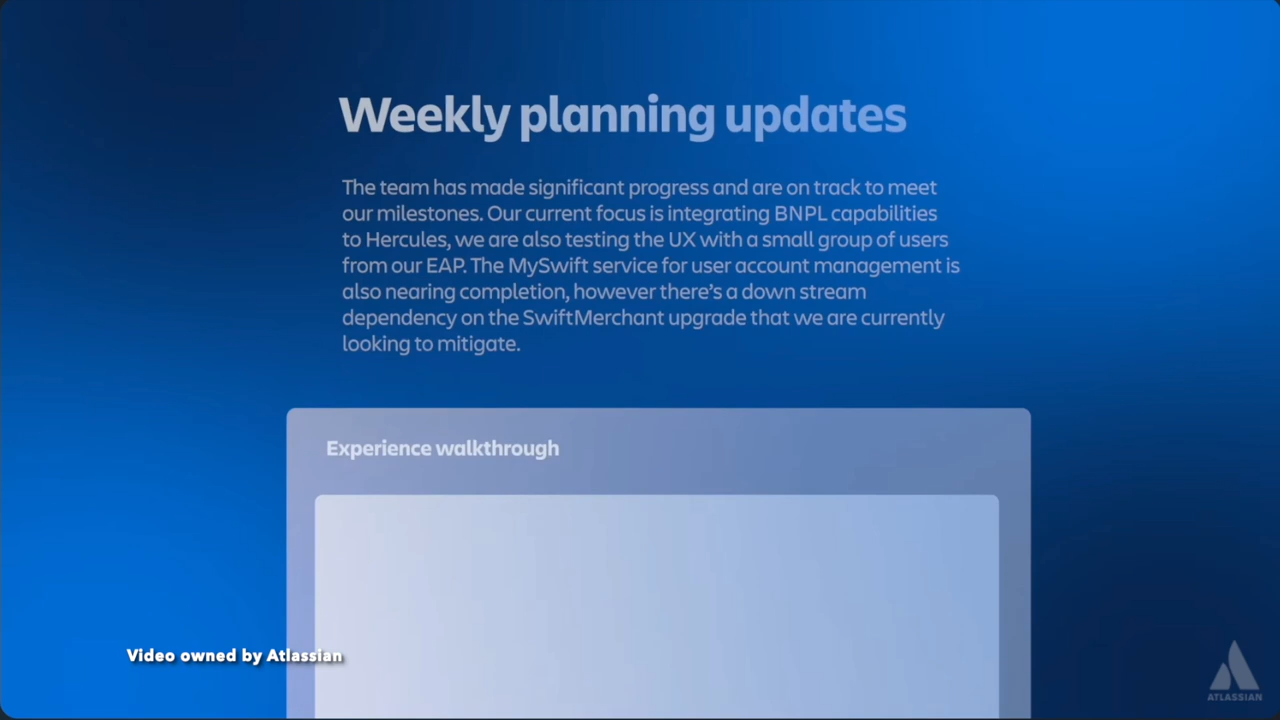 Weekly planning updates
The team has made significant progress and are on track to meet
our milestones. Our current focus is integrating BNPL capabilities
to Hercules, we are also testing the UX with a small group of users
from our EAP. The MySwift service for user account management is
also nearing completion, however there's a down stream
dependency on the SwiftMerchant upgrade that we are currently
looking to mitigate.
Experience walkthrough
Video owned by Atlassian
ATLASSIAN